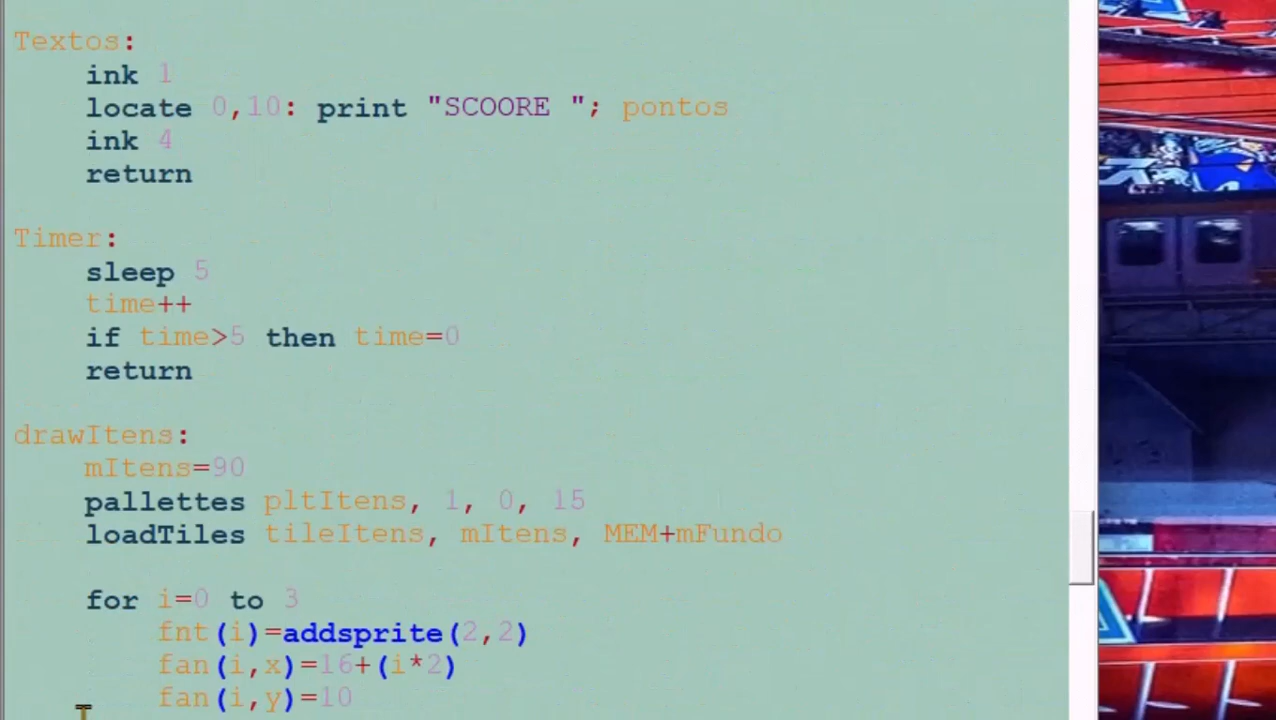 Textos:
ink 1
locate 0,10: print "SCOORE "; pontos
ink 4
return
Timer:
sleep 5
time++
if time>5 then time=0
return
drawItens:
mItens=90
pallettes pltItens, 1, 0, 15
loadTiles tileItens, mItens, MEM+mFundo
for i=0 to 3
fnt(i)=addsprite(2,2)
fan(i,x)=16+(i*2)
fan(i,y)=10